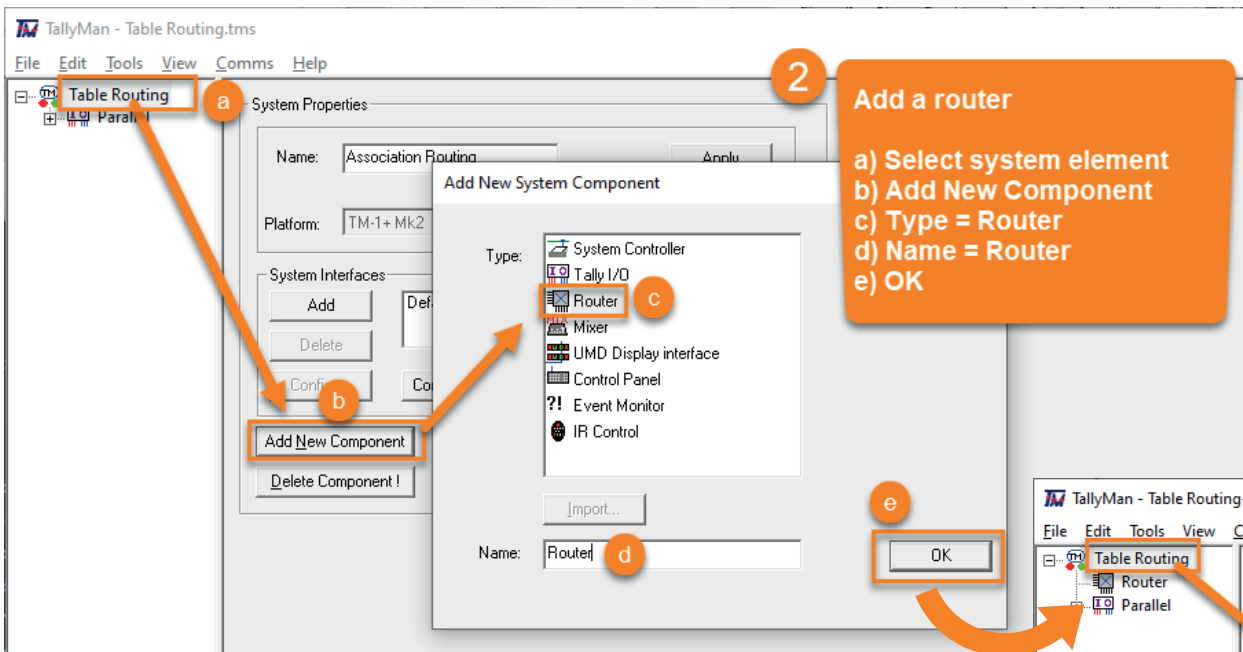 TallyMan - Table Routing.tms
File Edit Tools View Comms Help
Table Routing
Parallel
a
System Properties
Name: Association Routing
Apply
Platform: TM-1+ Mk2
System Interfaces
Add
Delete
b
Add New Component
Delete Component !
Add New System Component
Type:
System Controller
Tally I/O
Router
c
Mixer
UMD Display interface
Control Panel
Event Monitor
IR Control
Import...
Name: Router
d
e
OK
2
Add a router
a) Select system element
b) Add New Component
c) Type = Router
d) Name = Router
e) OK
TallyMan - Table Routing
File Edit Tools View
Table Routing
Router
Parallel